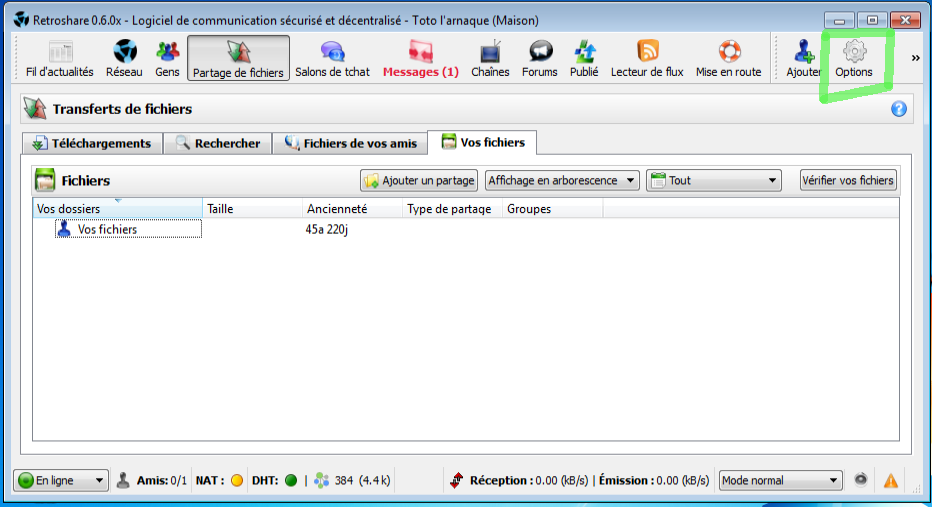 Retroshare 0.6.0x - Logiciel de communication sécurisé et décentralisé - Toto l'arnaque (Maison)
Fil d'actualités Réseau Gens Partage de fichiers Salons de tchat Messages (1) Chaînes Forums Publié Lecteur de flux Mise en route Ajouter Options »
Transferts de fichiers
Téléchargements Rechercher Fichiers de vos amis Vos fichiers
Fichiers Ajouter un partage Affichage en arborescence Tout Vérifier vos fichiers
Vos dossiers Taille Ancienneté Type de partage Groupes
Vos fichiers 45a 220j
En ligne Amis: 0/1 NAT : DHT: | 384 (4.4 k) Réception : 0.00 (kB/s) | Émission : 0.00 (kB/s) Mode normal